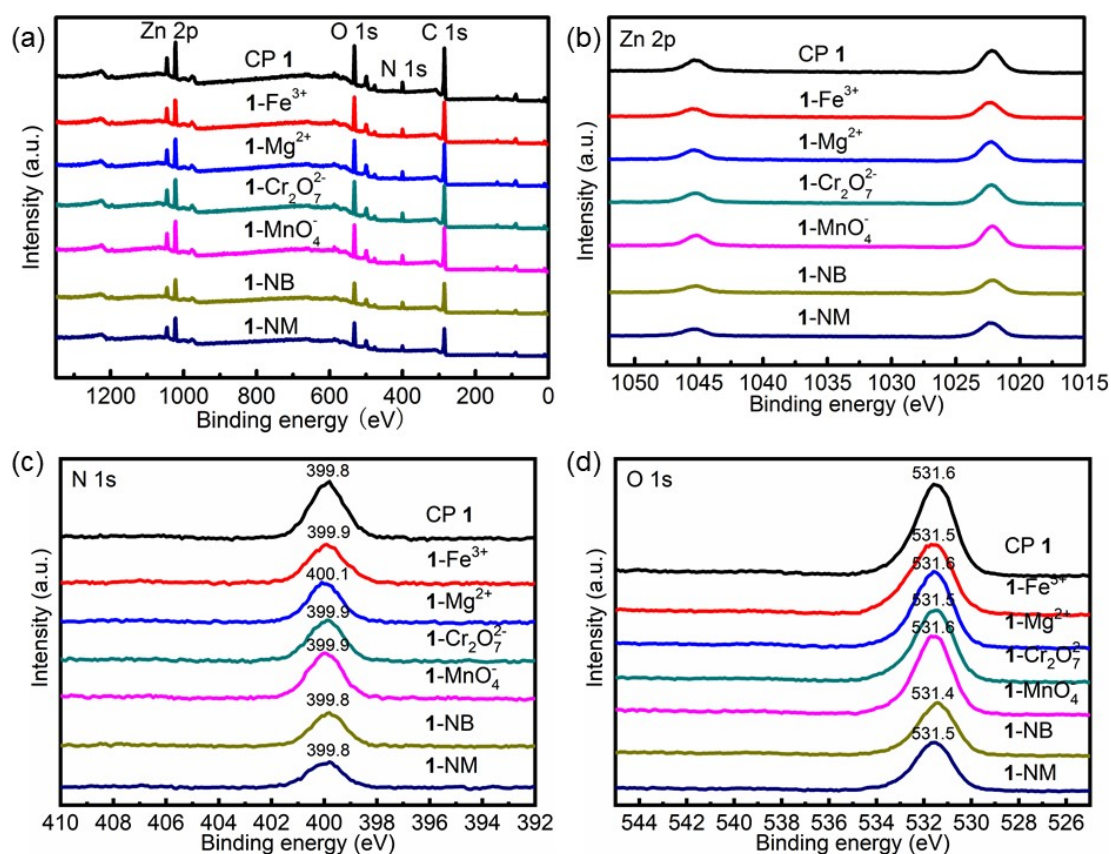 (a)
Zn 2p
O 1s
C 1s
N 1s
CP 1
1-Fe³⁺
1-Mg²⁺
1-Cr₂O₇²⁻
1-MnO₄⁻
1-NB
1-NM
Intensity (a.u.)
1200 1000 800 600 400 200 0
Binding energy (eV)
(b)
Zn 2p
CP 1
1-Fe³⁺
1-Mg²⁺
1-Cr₂O₇²⁻
1-MnO₄⁻
1-NB
1-NM
Intensity (a.u.)
1050 1045 1040 1035 1030 1025 1020 1015
Binding energy (eV)
(c)
N 1s
399.8
CP 1
399.9
1-Fe³⁺
400.1
1-Mg²⁺
399.9
1-Cr₂O₇²⁻
399.9
1-MnO₄⁻
399.8
1-NB
399.8
1-NM
Intensity (a.u.)
410 408 406 404 402 400 398 396 394 392
Binding energy (eV)
(d)
O 1s
531.6
CP 1
531.5
1-Fe³⁺
531.6
1-Mg²⁺
531.5
1-Cr₂O₇²⁻
531.6
1-MnO₄⁻
531.4
1-NB
531.5
1-NM
Intensity (a.u.)
544 542 540 538 536 534 532 530 528 526
Binding energy (eV)